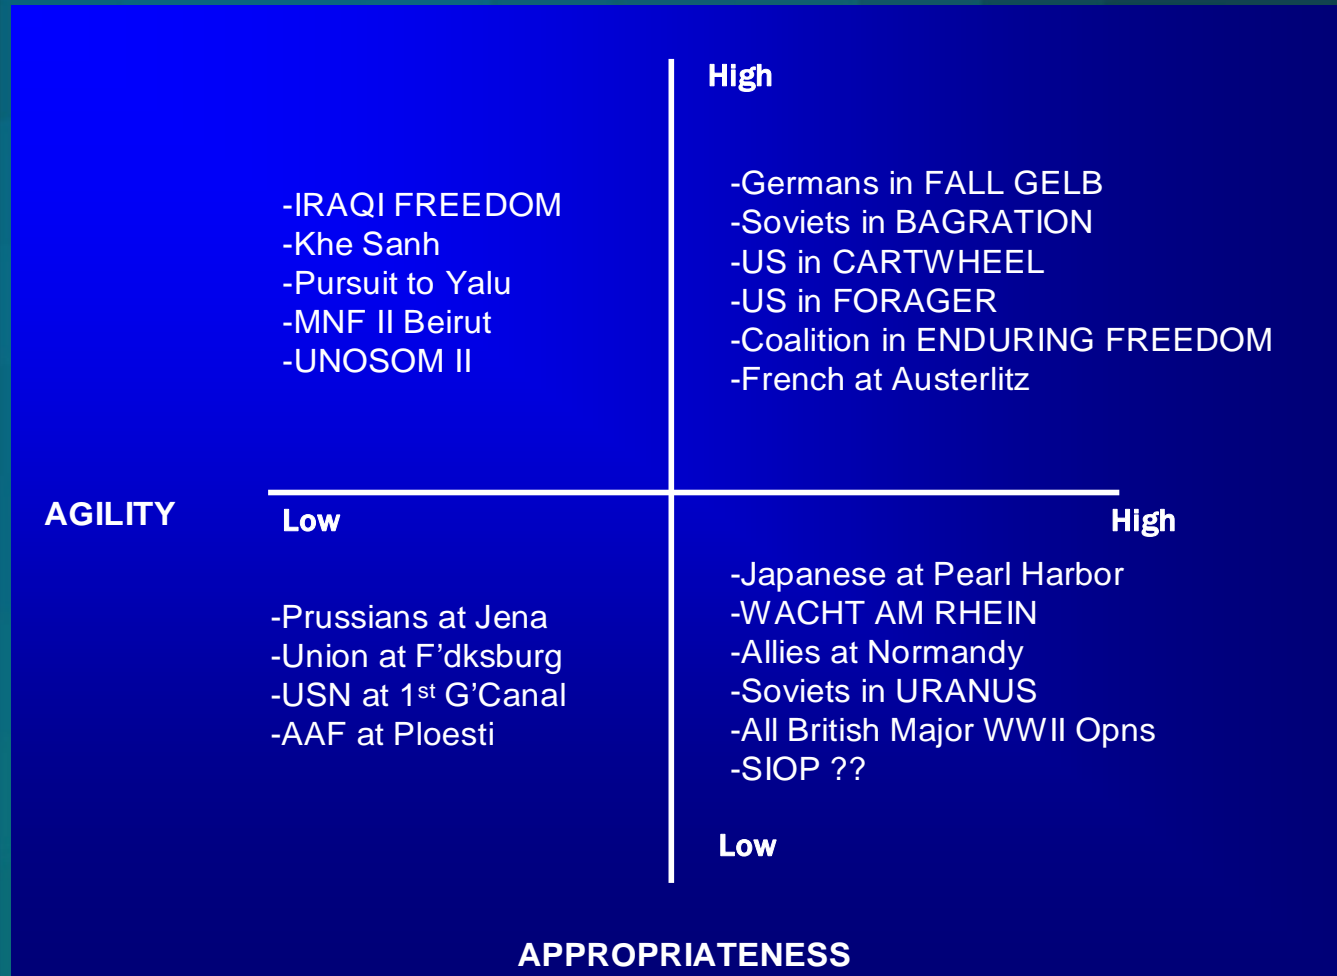 High
-IRAQI FREEDOM
-Khe Sanh
-Pursuit to Yalu
-MNF II Beirut
-UNOSOM II
-Germans in FALL GELB
-Soviets in BAGRATION
-US in CARTWHEEL
-US in FORAGER
-Coalition in ENDURING FREEDOM
-French at Austerlitz
AGILITY
Low
High
-Prussians at Jena
-Union at F’dksburg
-USN at 1st G’Canal
-AAF at Ploesti
-Japanese at Pearl Harbor
-WACHT AM RHEIN
-Allies at Normandy
-Soviets in URANUS
-All British Major WWII Opns
-SIOP ??
Low
APPROPRIATENESS